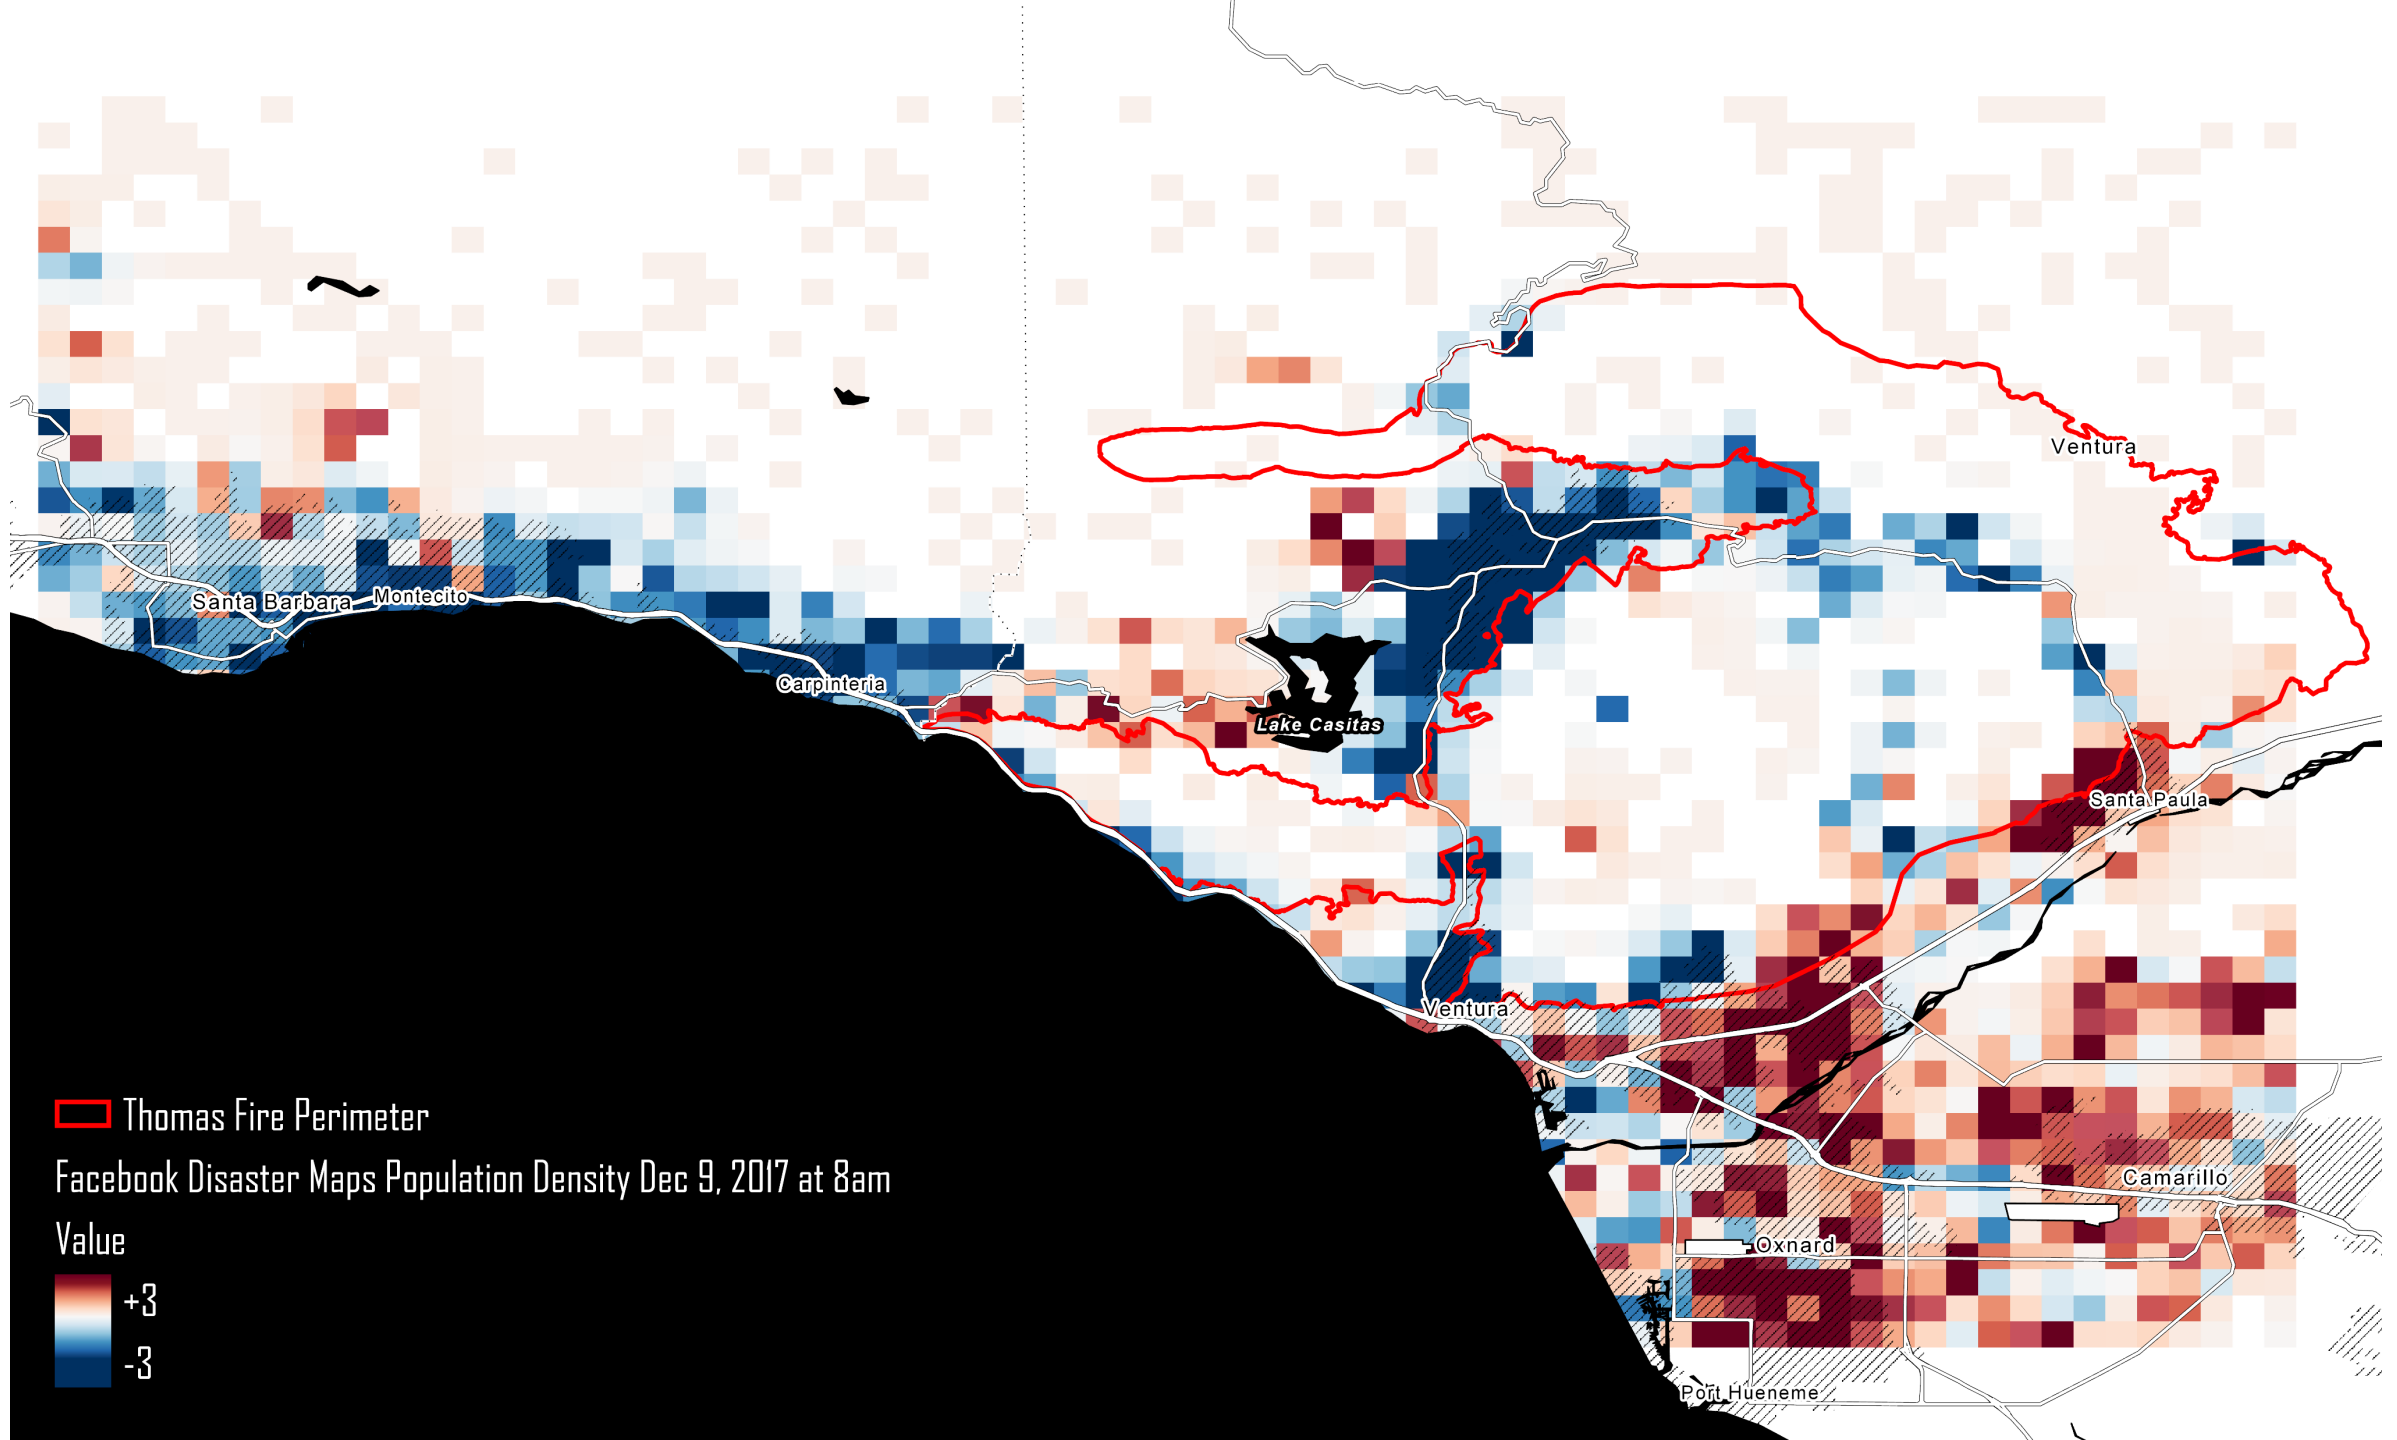 Ventura
Santa Barbara
Montecito
Carpinteria
Lake Casitas
Santa Paula
Ventura
Camarillo
Oxnard
Port Hueneme
Thomas Fire Perimeter
Facebook Disaster Maps Population Density Dec 9, 2017 at 8am
Value
+3
-3